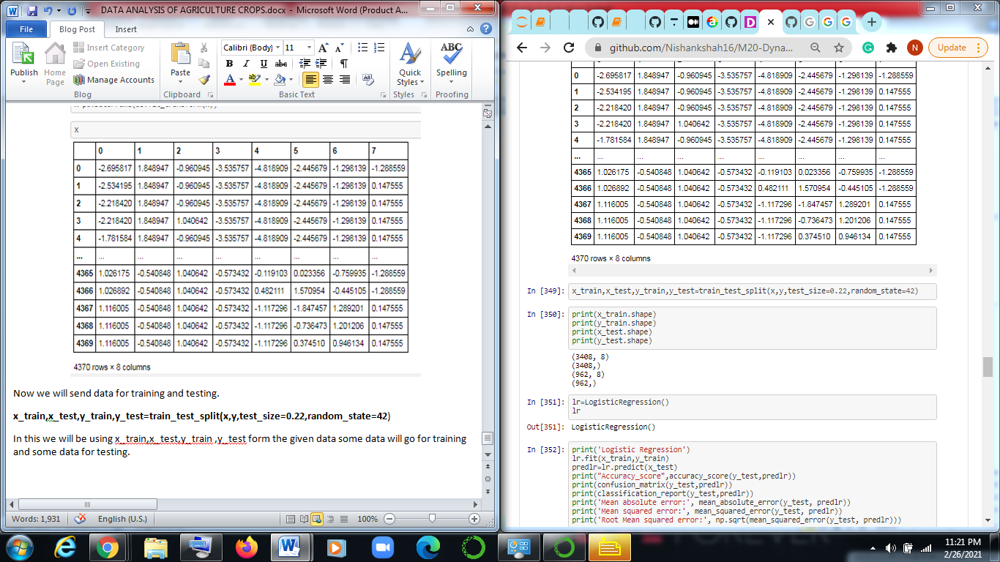 DATA ANALYSIS OF AGRICULTURE CROPS.docx - Microsoft Word (Product A...
File Blog Post Insert
Publish Home Page Insert Category Open Existing Manage Accounts
Blog
Paste
Clipboard
Calibri (Body) 11
B I U abc
Basic Text
Quick Styles
Styles
ABC Spelling
Proofing
x
0 1 2 3 4 5 6 7
0 -2.695817 1.848947 -0.960945 -3.535757 -4.818909 -2.445679 -1.298139 -1.288559
1 -2.534195 1.848947 -0.960945 -3.535757 -4.818909 -2.445679 -1.298139 0.147555
2 -2.218420 1.848947 -0.960945 -3.535757 -4.818909 -2.445679 -1.298139 0.147555
3 -2.218420 1.848947 1.040642 -3.535757 -4.818909 -2.445679 -1.298139 0.147555
4 -1.781584 1.848947 -0.960945 -3.535757 -4.818909 -2.445679 -1.298139 0.147555
... ... ... ... ... ... ... ... ...
4365 1.026175 -0.540848 1.040642 -0.573432 -0.119103 0.023356 -0.759935 -1.288559
4366 1.026892 -0.540848 1.040642 -0.573432 0.482111 1.570954 -0.445105 -1.288559
4367 1.116005 -0.540848 1.040642 -0.573432 -1.117296 -1.847457 1.289201 0.147555
4368 1.116005 -0.540848 1.040642 -0.573432 -1.117296 -0.736473 1.201206 0.147555
4369 1.116005 -0.540848 1.040642 -0.573432 -1.117296 0.374510 0.946134 0.147555
4370 rows × 8 columns
Now we will send data for training and testing.
x_train,x_test,y_train,y_test=train_test_split(x,y,test_size=0.22,random_state=42)
In this we will be using x_train,x_test,y_train ,y_test form the given data some data will go for training
and some data for testing.
Words: 1,931 English (U.S.) 100%
github.com/Nishankshah16/M20-Dyna... N Update
0 -2.695817 1.848947 -0.960945 -3.535757 -4.818909 -2.445679 -1.298139 -1.288559
1 -2.534195 1.848947 -0.960945 -3.535757 -4.818909 -2.445679 -1.298139 0.147555
2 -2.218420 1.848947 -0.960945 -3.535757 -4.818909 -2.445679 -1.298139 0.147555
3 -2.218420 1.848947 1.040642 -3.535757 -4.818909 -2.445679 -1.298139 0.147555
4 -1.781584 1.848947 -0.960945 -3.535757 -4.818909 -2.445679 -1.298139 0.147555
... ... ... ... ... ... ... ... ...
4365 1.026175 -0.540848 1.040642 -0.573432 -0.119103 0.023356 -0.759935 -1.288559
4366 1.026892 -0.540848 1.040642 -0.573432 0.482111 1.570954 -0.445105 -1.288559
4367 1.116005 -0.540848 1.040642 -0.573432 -1.117296 -1.847457 1.289201 0.147555
4368 1.116005 -0.540848 1.040642 -0.573432 -1.117296 -0.736473 1.201206 0.147555
4369 1.116005 -0.540848 1.040642 -0.573432 -1.117296 0.374510 0.946134 0.147555
4370 rows × 8 columns
In [349]: x_train,x_test,y_train,y_test=train_test_split(x,y,test_size=0.22,random_state=42)
In [350]: print(x_train.shape)
print(y_train.shape)
print(x_test.shape)
print(y_test.shape)
(3408, 8)
(3408,)
(962, 8)
(962,)
In [351]: lr=LogisticRegression()
lr
Out[351]: LogisticRegression()
In [352]: print('Logistic Regression')
lr.fit(x_train,y_train)
predlr=lr.predict(x_test)
print("Accuracy_score",accuracy_score(y_test,predlr))
print(confusion_matrix(y_test,predlr))
print(classification_report(y_test,predlr))
print('Mean absolute error:', mean_absolute_error(y_test, predlr))
print('Mean squared error:', mean_squared_error(y_test, predlr))
print('Root Mean squared error:', np.sqrt(mean_squared_error(y_test, predlr)))
11:21 PM
2/26/2021